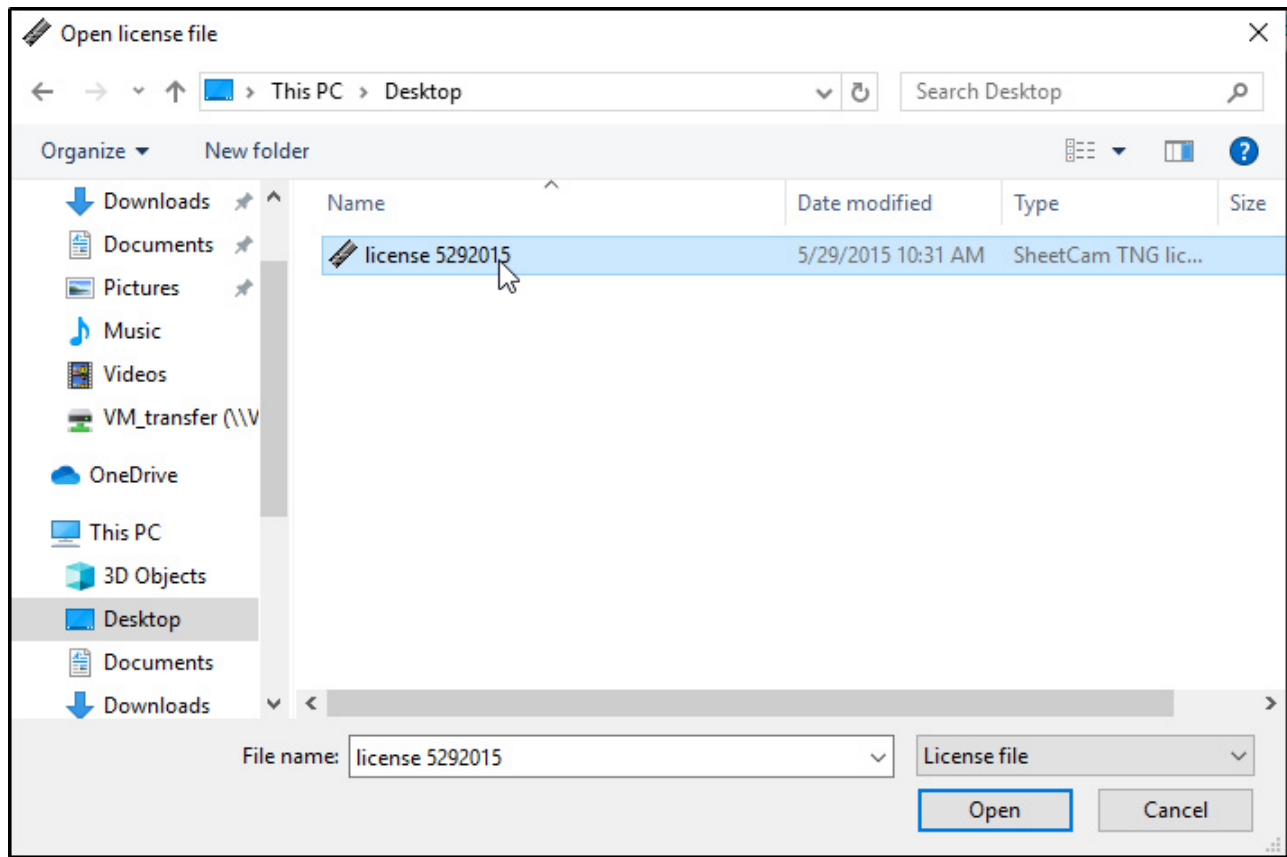 Open license file
This PC > Desktop
Search Desktop
Organize
New folder
Name
Date modified
Type
Size
license 5292015
5/29/2015 10:31 AM
SheetCam TNG lic...
Downloads
Documents
Pictures
Music
Videos
VM_transfer (\\V
OneDrive
This PC
3D Objects
Desktop
Documents
Downloads
File name: license 5292015
License file
Open
Cancel